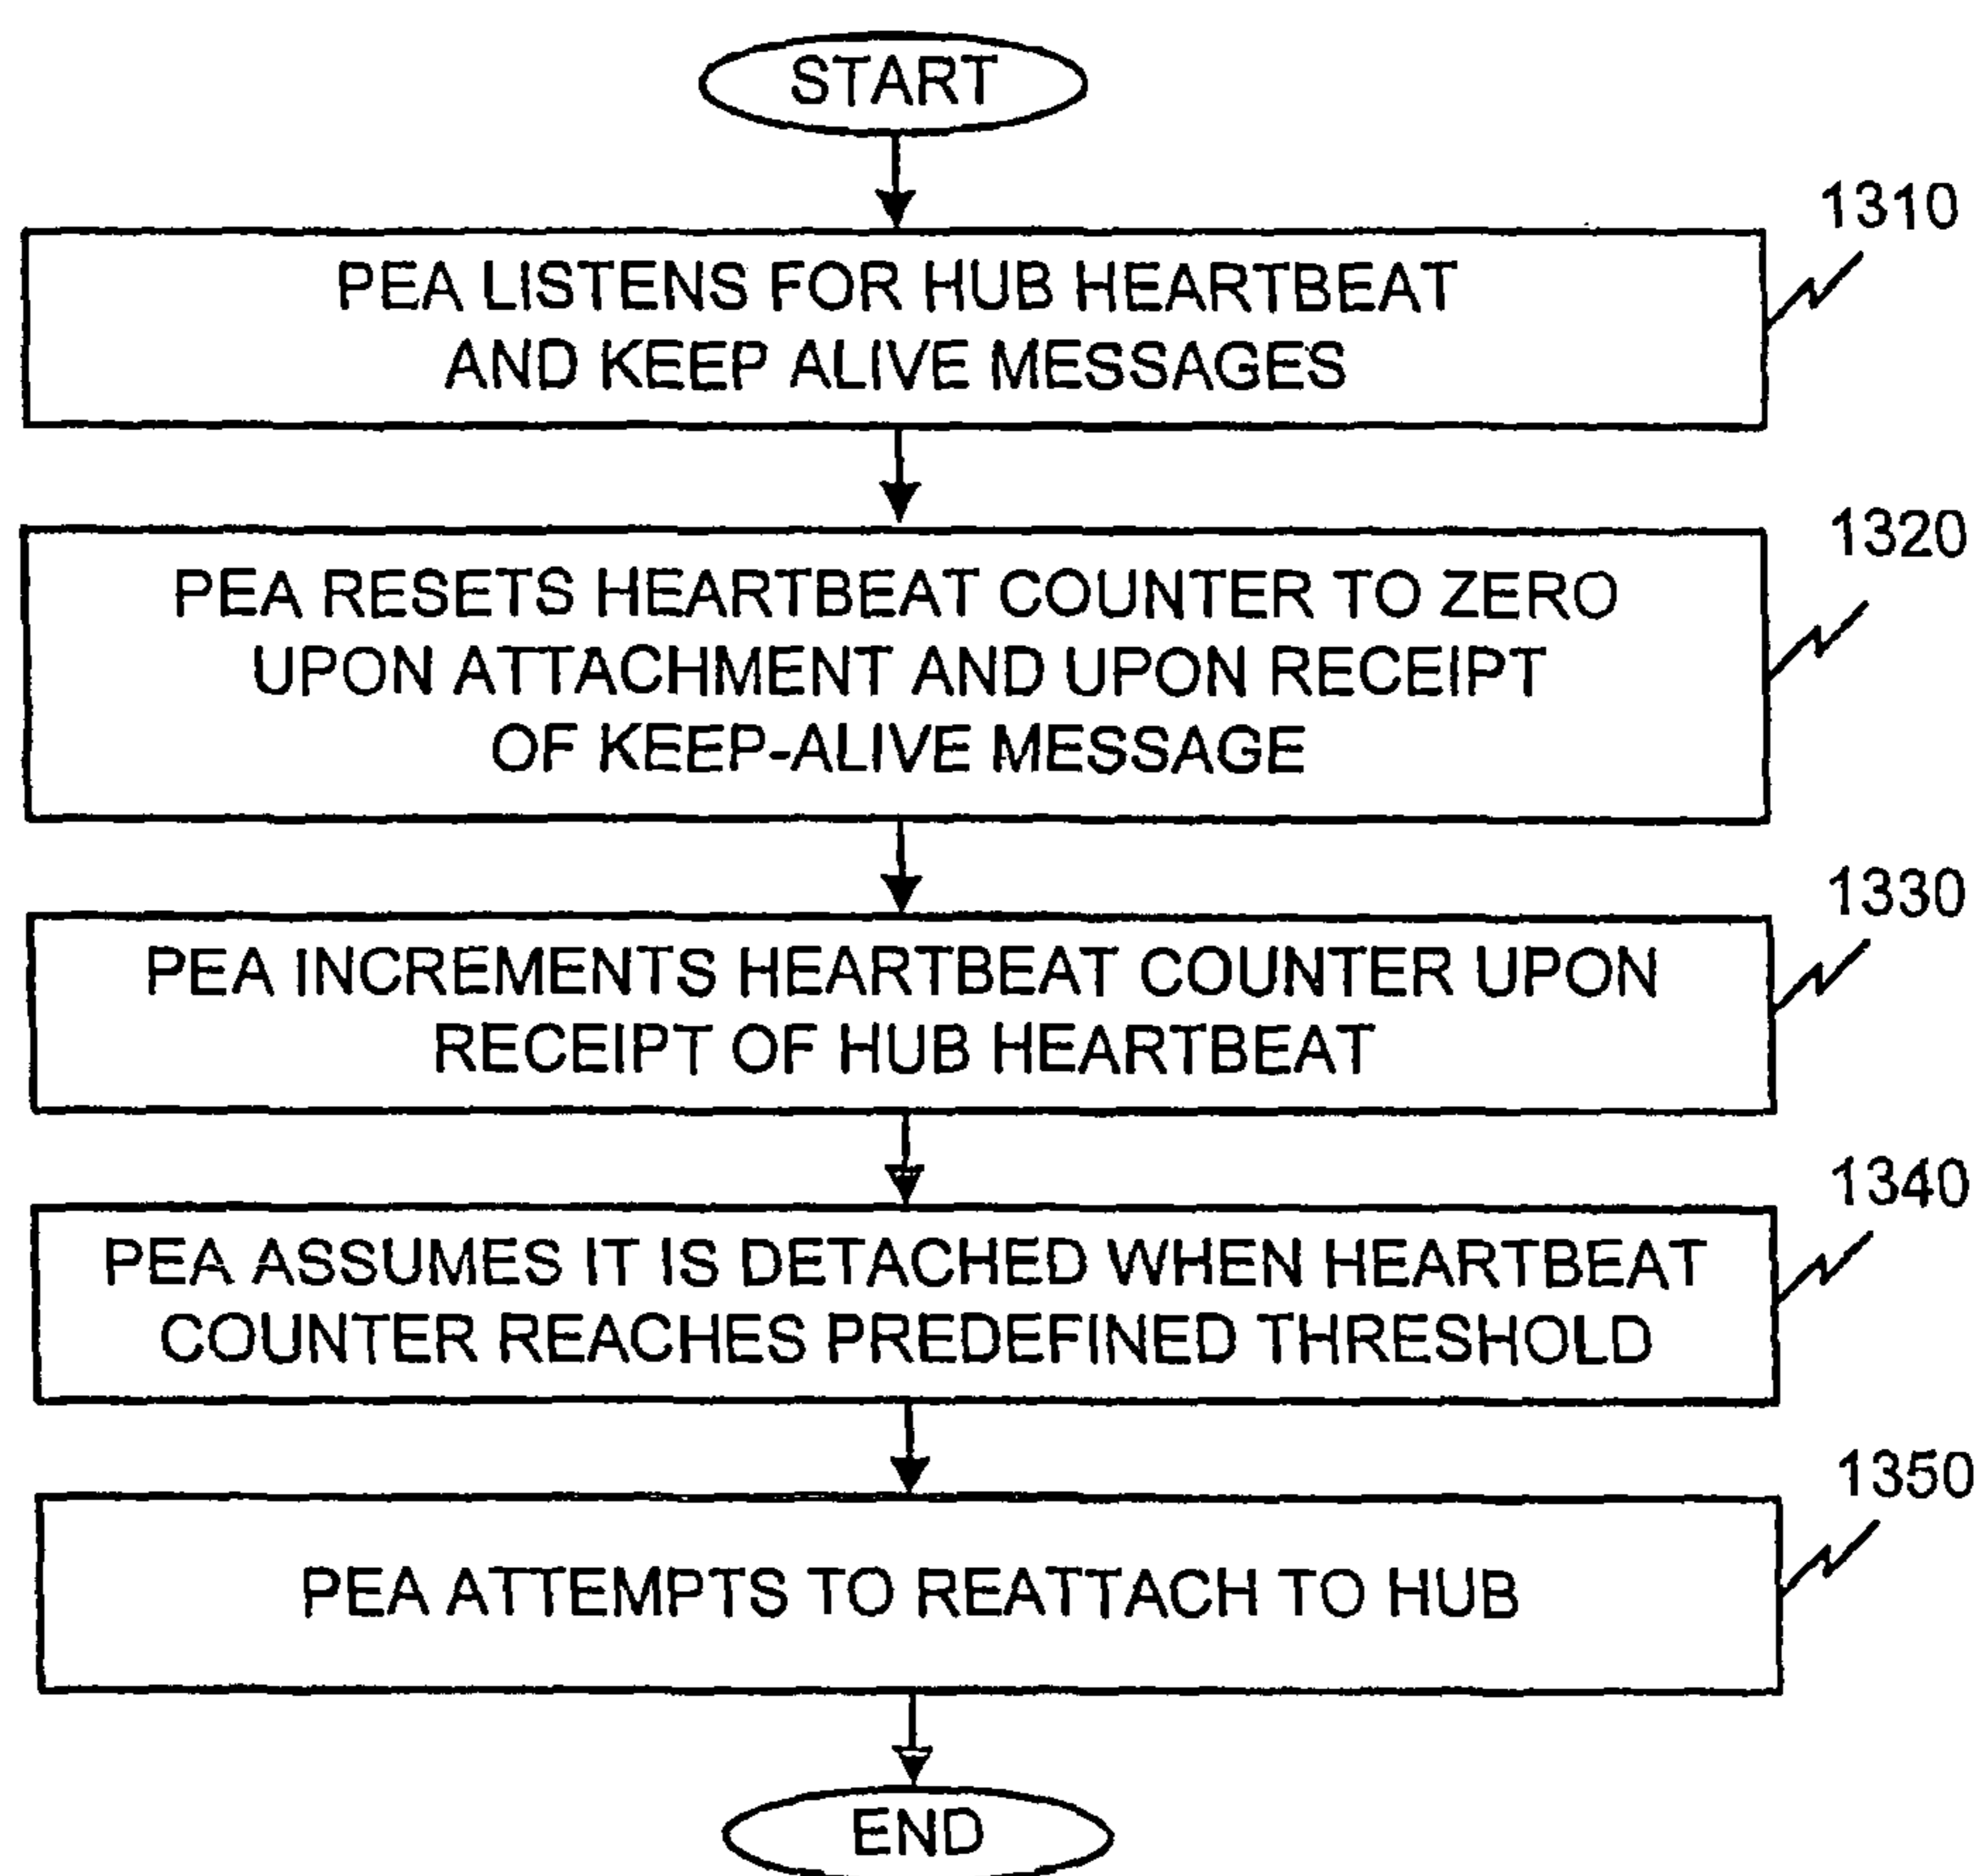 START
1310
PEA LISTENS FOR HUB HEARTBEAT
AND KEEP ALIVE MESSAGES
1320
PEA RESETS HEARTBEAT COUNTER TO ZERO
UPON ATTACHMENT AND UPON RECEIPT
OF KEEP-ALIVE MESSAGE
1330
PEA INCREMENTS HEARTBEAT COUNTER UPON
RECEIPT OF HUB HEARTBEAT
1340
PEA ASSUMES IT IS DETACHED WHEN HEARTBEAT
COUNTER REACHES PREDEFINED THRESHOLD
1350
PEA ATTEMPTS TO REATTACH TO HUB
END